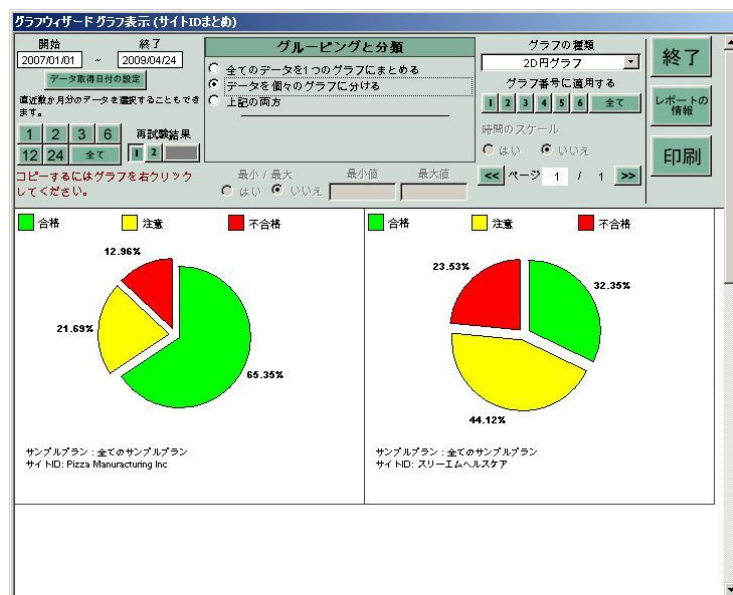 グラフウィザード グラフ表示 (サイトIDまとめ)
開始 終了
2007/01/01 ~ 2009/04/24
データ取得日付の設定
直近数か月分のデータを選択することもできます。
1 2 3 6 再試験結果
12 24 全て 1 2
コピーするにはグラフを右クリックしてください。
グルーピングと分類
全てのデータを1つのグラフにまとめる
データを個々のグラフに分ける
上記の両方
最小 / 最大 最小値 最大値
はい いいえ
グラフの種類
2D円グラフ
グラフ番号に適用する
1 2 3 4 5 6 全て
時間のスケール
はい いいえ
<< ページ 1 / 1 >>
終了
レポートの情報
印刷
合格 注意 不合格
12.96%
21.69%
65.35%
サンプルプラン : 全てのサンプルプラン
サイトID: Pizza Manuracturing Inc
合格 注意 不合格
23.53%
32.35%
44.12%
サンプルプラン : 全てのサンプルプラン
サイトID: スリーエムヘルスケア